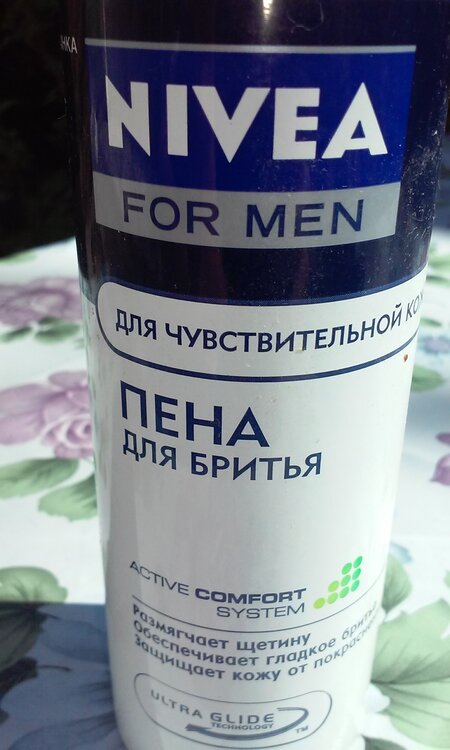 NIVEA
FOR MEN
ДЛЯ ЧУВСТВИТЕЛЬНОЙ
ПЕНА
ДЛЯ БРИТЬЯ
ACTIVE COMFORT
SYSTEM
Размягчает щетину
Обеспечивает гладкое
Защищает кожу от
ULTRA GLIDE
TECHNOLOGY
TM